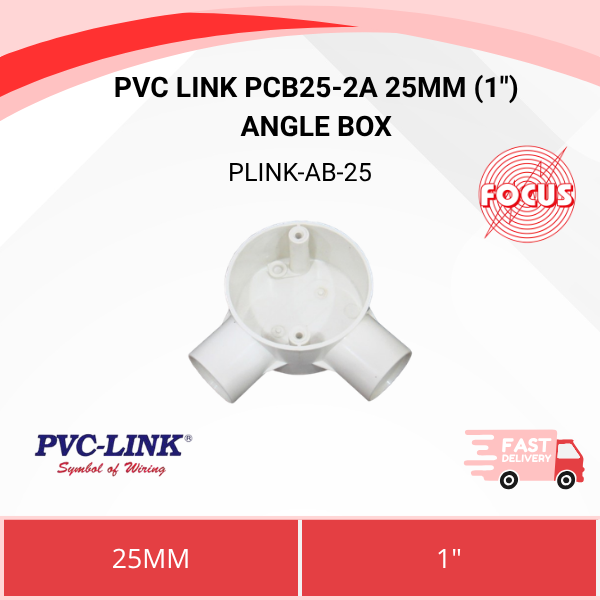 PVC LINK PCB25-2A 25MM (1")
ANGLE BOX
PLINK-AB-25
FOCUS
PVC-LINK®
Symbol of Wiring
FAST
DELIVERY
25MM
1"